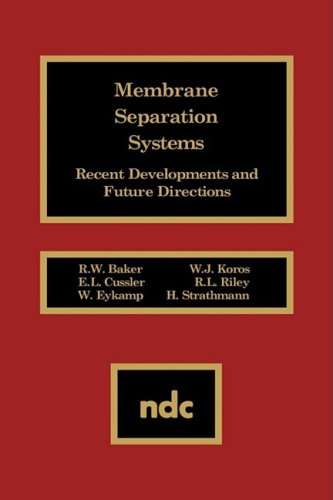 Membrane
Separation
Systems
Recent Developments and
Future Directions
R.W. Baker W.J. Koros
E.L. Cussler R.L. Riley
W. Eykamp H. Strathmann
ndc